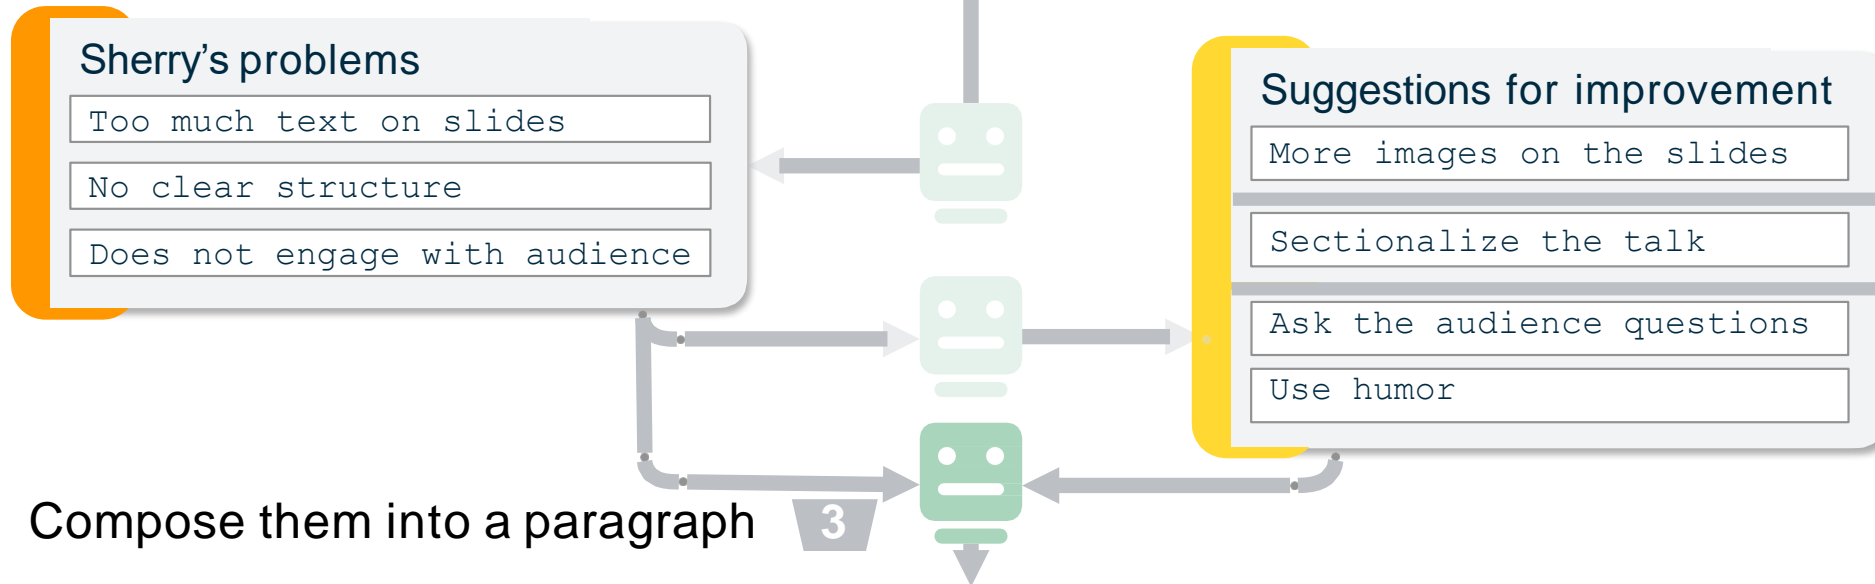 Sherry's problems
Too much text on slides
No clear structure
Does not engage with audience
Suggestions for improvement
More images on the slides
Sectionalize the talk
Ask the audience questions
Use humor
Compose them into a paragraph
3